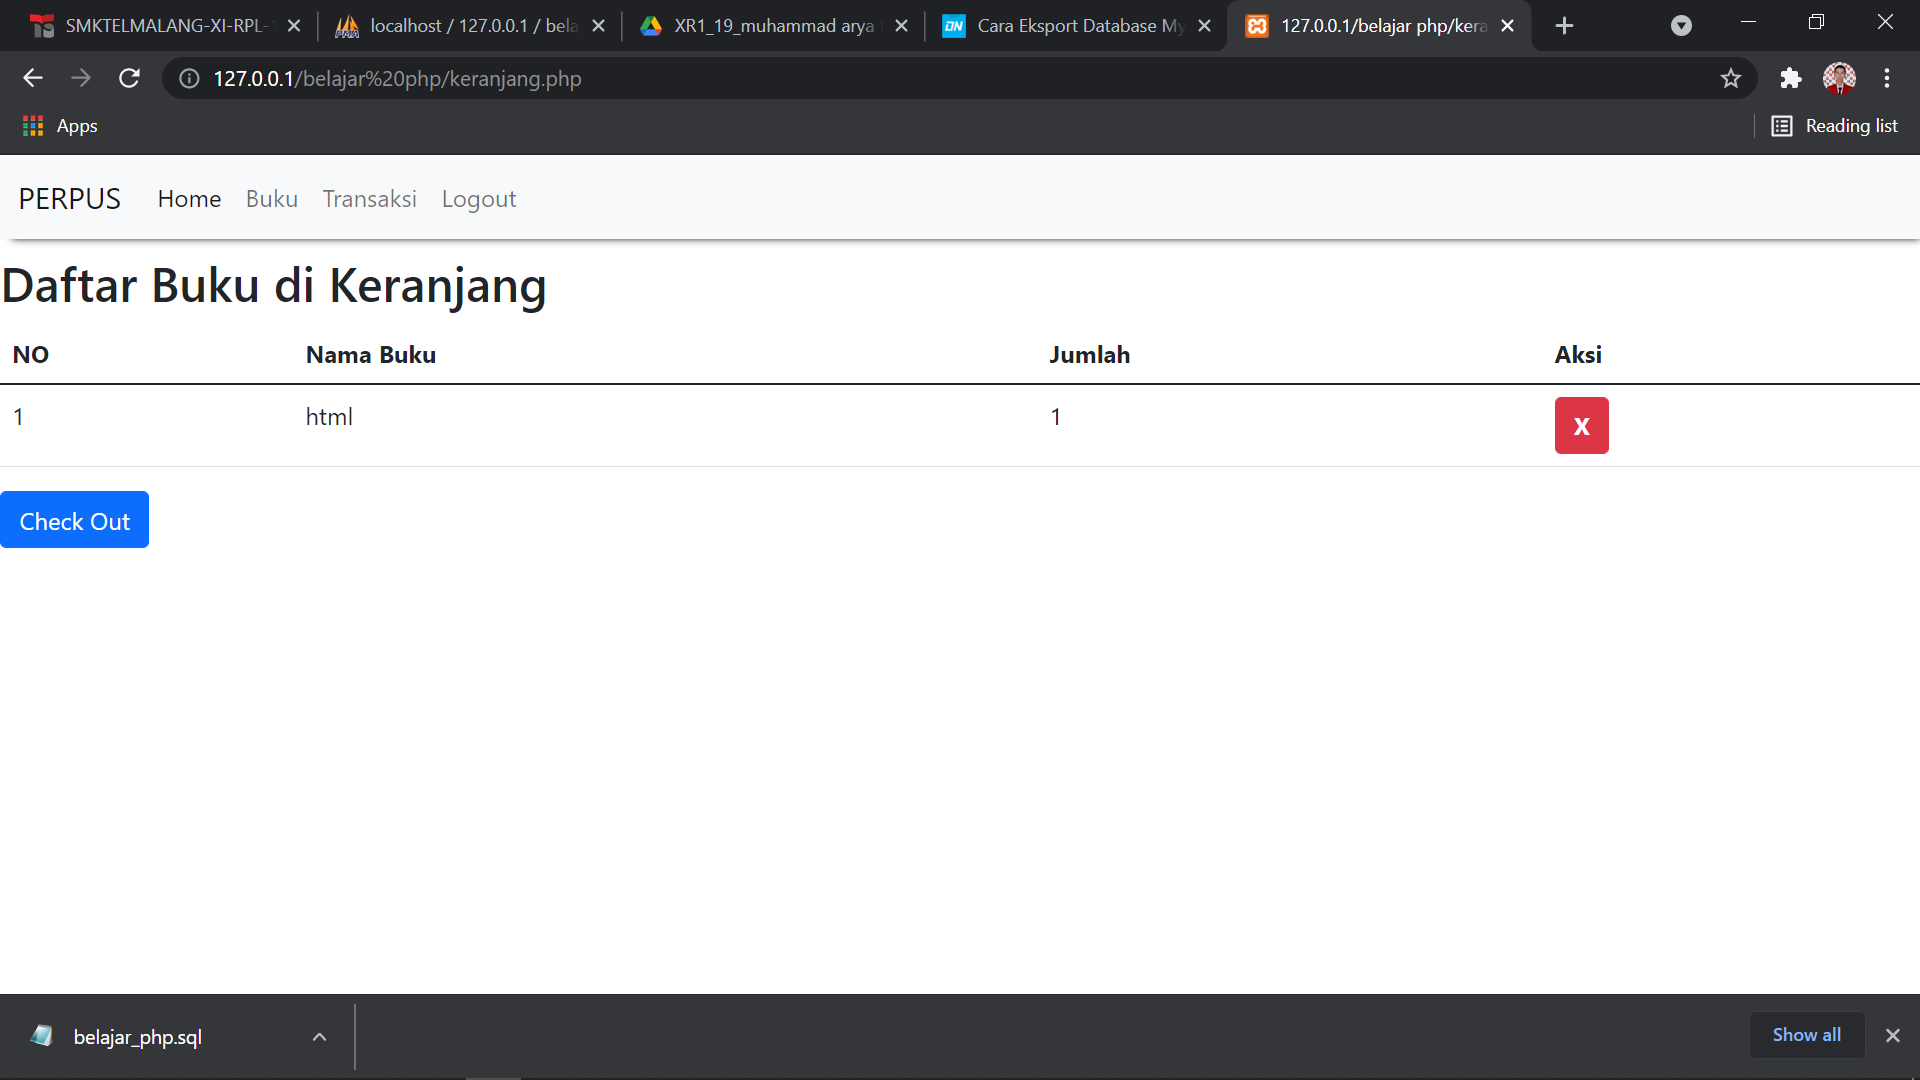 SMKTELMALANG-XI-RPL-
localhost / 127.0.0.1 / bela
XR1_19_muhammad arya
Cara Eksport Database My
127.0.0.1/belajar php/kera
127.0.0.1/belajar%20php/keranjang.php
Apps
Reading list
PERPUS Home Buku Transaksi Logout
Daftar Buku di Keranjang
NO Nama Buku Jumlah Aksi
1 html 1 X
Check Out
belajar_php.sql
Show all